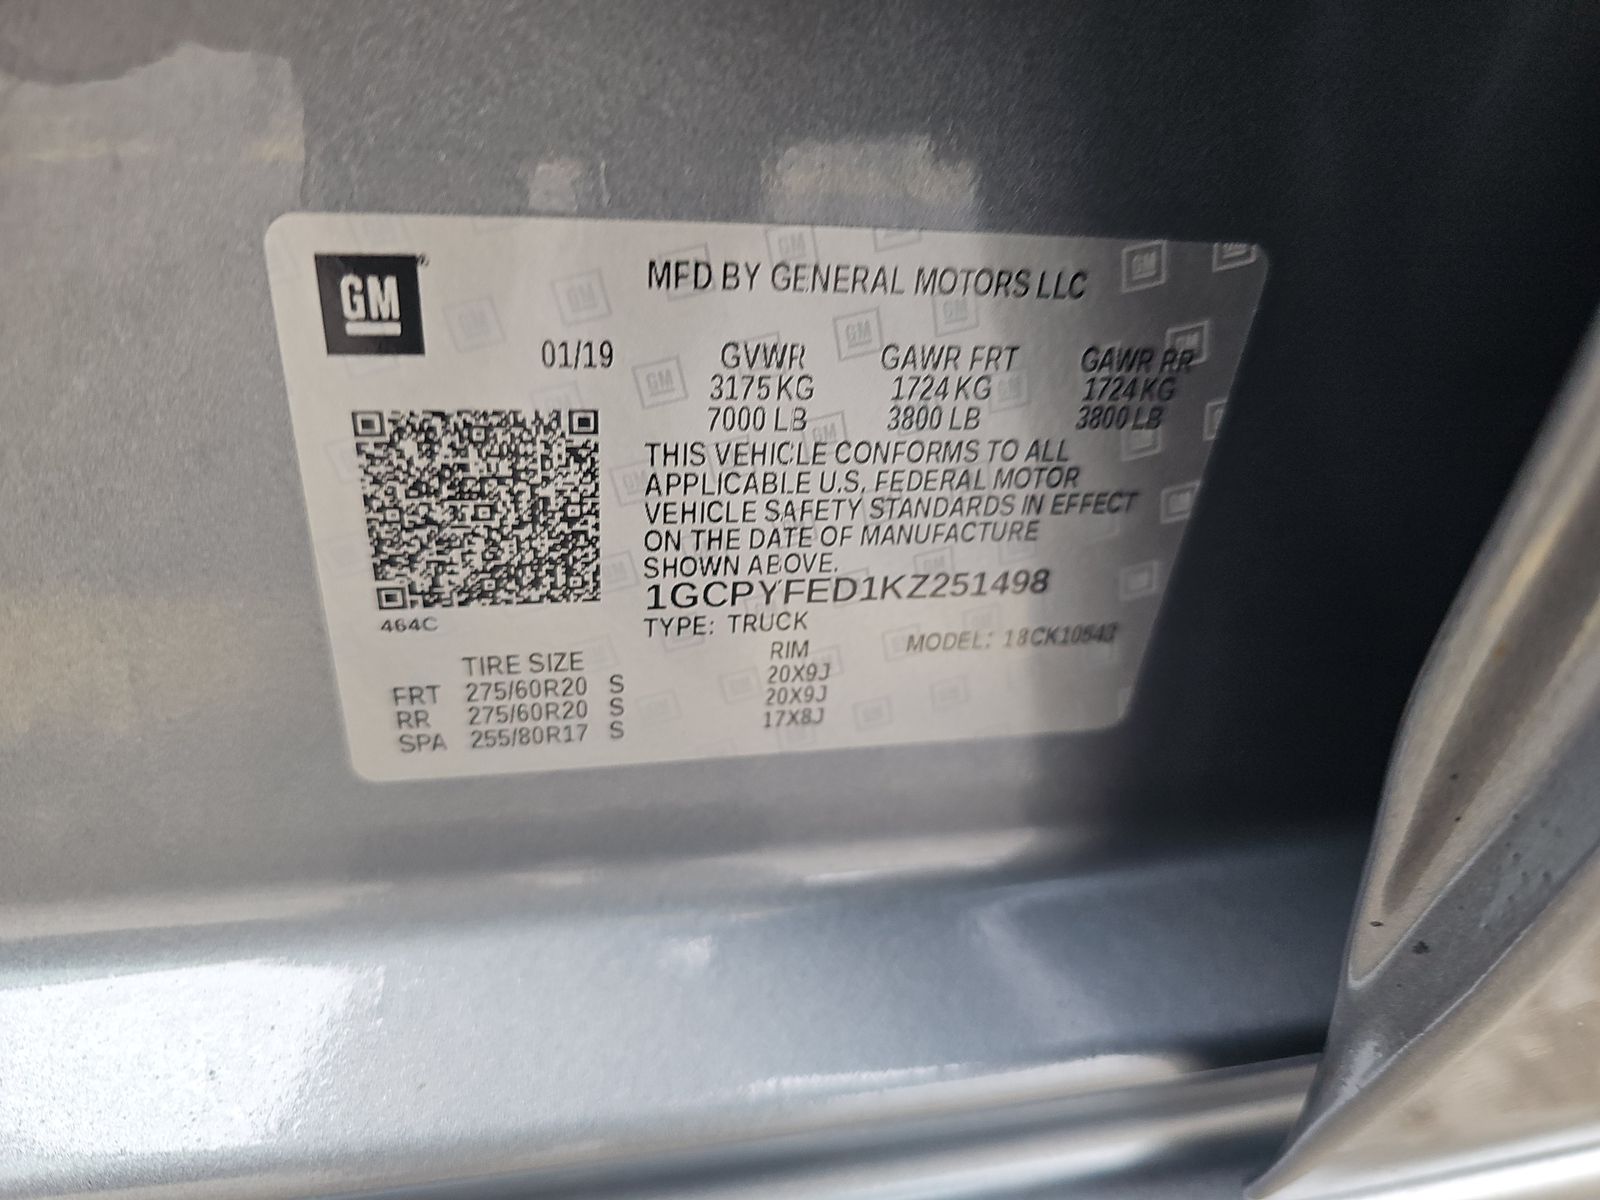 GM
MFD BY GENERAL MOTORS LLC
01/19 GVWR GAWR FRT GAWR RR
3175 KG 1724 KG 1724 KG
7000 LB 3800 LB 3800 LB
THIS VEHICLE CONFORMS TO ALL
APPLICABLE U.S. FEDERAL MOTOR
VEHICLE SAFETY STANDARDS IN EFFECT
ON THE DATE OF MANUFACTURE
SHOWN ABOVE.
1GCPYFED1KZ251498
464C
TYPE: TRUCK
MODEL: 18CK10543
TIRE SIZE RIM
FRT 275/60R20 S 20X9J
RR 275/60R20 S 20X9J
SPA 255/80R17 S 17X8J